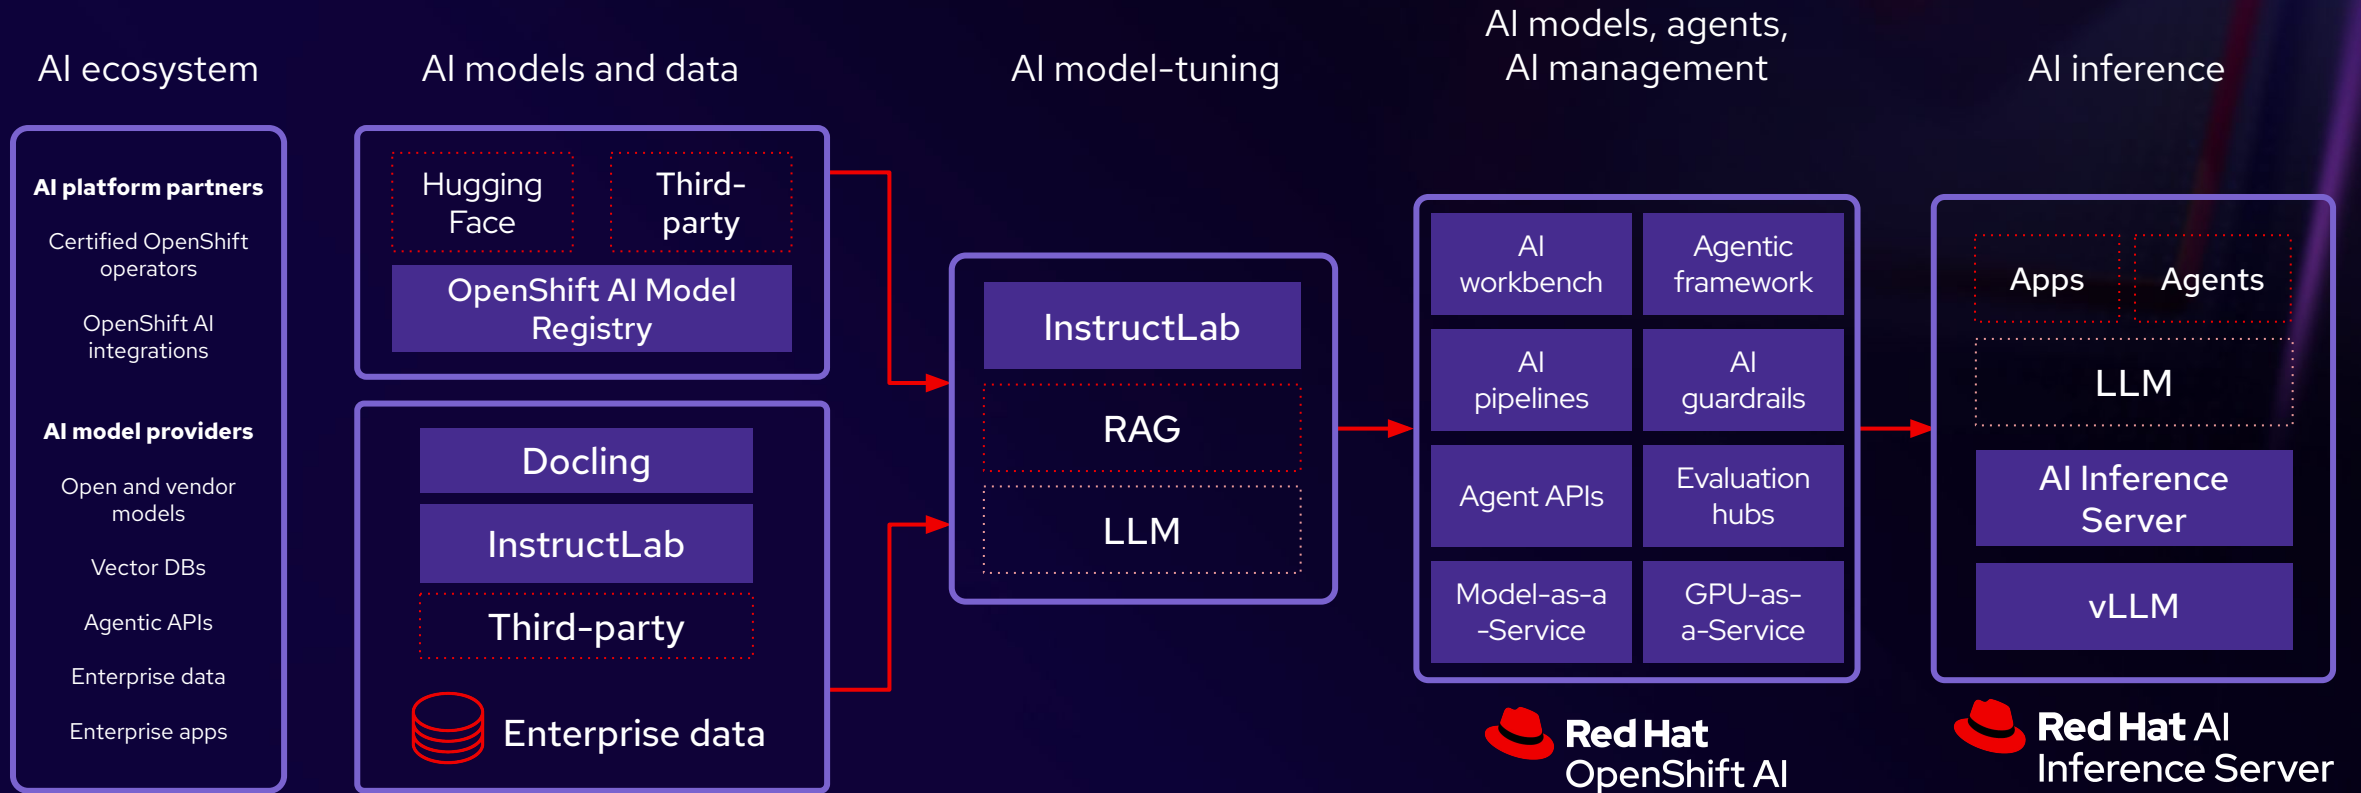 AI ecosystem
AI platform partners
Certified OpenShift
operators
OpenShift AI
integrations
AI model providers
Open and vendor
models
Vector DBs
Agentic APIs
Enterprise data
Enterprise apps
AI models and data
Hugging
Face
Third-
party
OpenShift AI Model
Registry
Docling
InstructLab
Third-party
Enterprise data
AI model-tuning
InstructLab
RAG
LLM
AI models, agents,
AI management
AI
workbench
Agentic
framework
AI
pipelines
AI
guardrails
Agent APIs
Evaluation
hubs
Model-as-a
-Service
GPU-as-
a-Service
Red Hat
OpenShift AI
AI inference
Apps
Agents
LLM
AI Inference
Server
vLLM
Red Hat AI
Inference Server